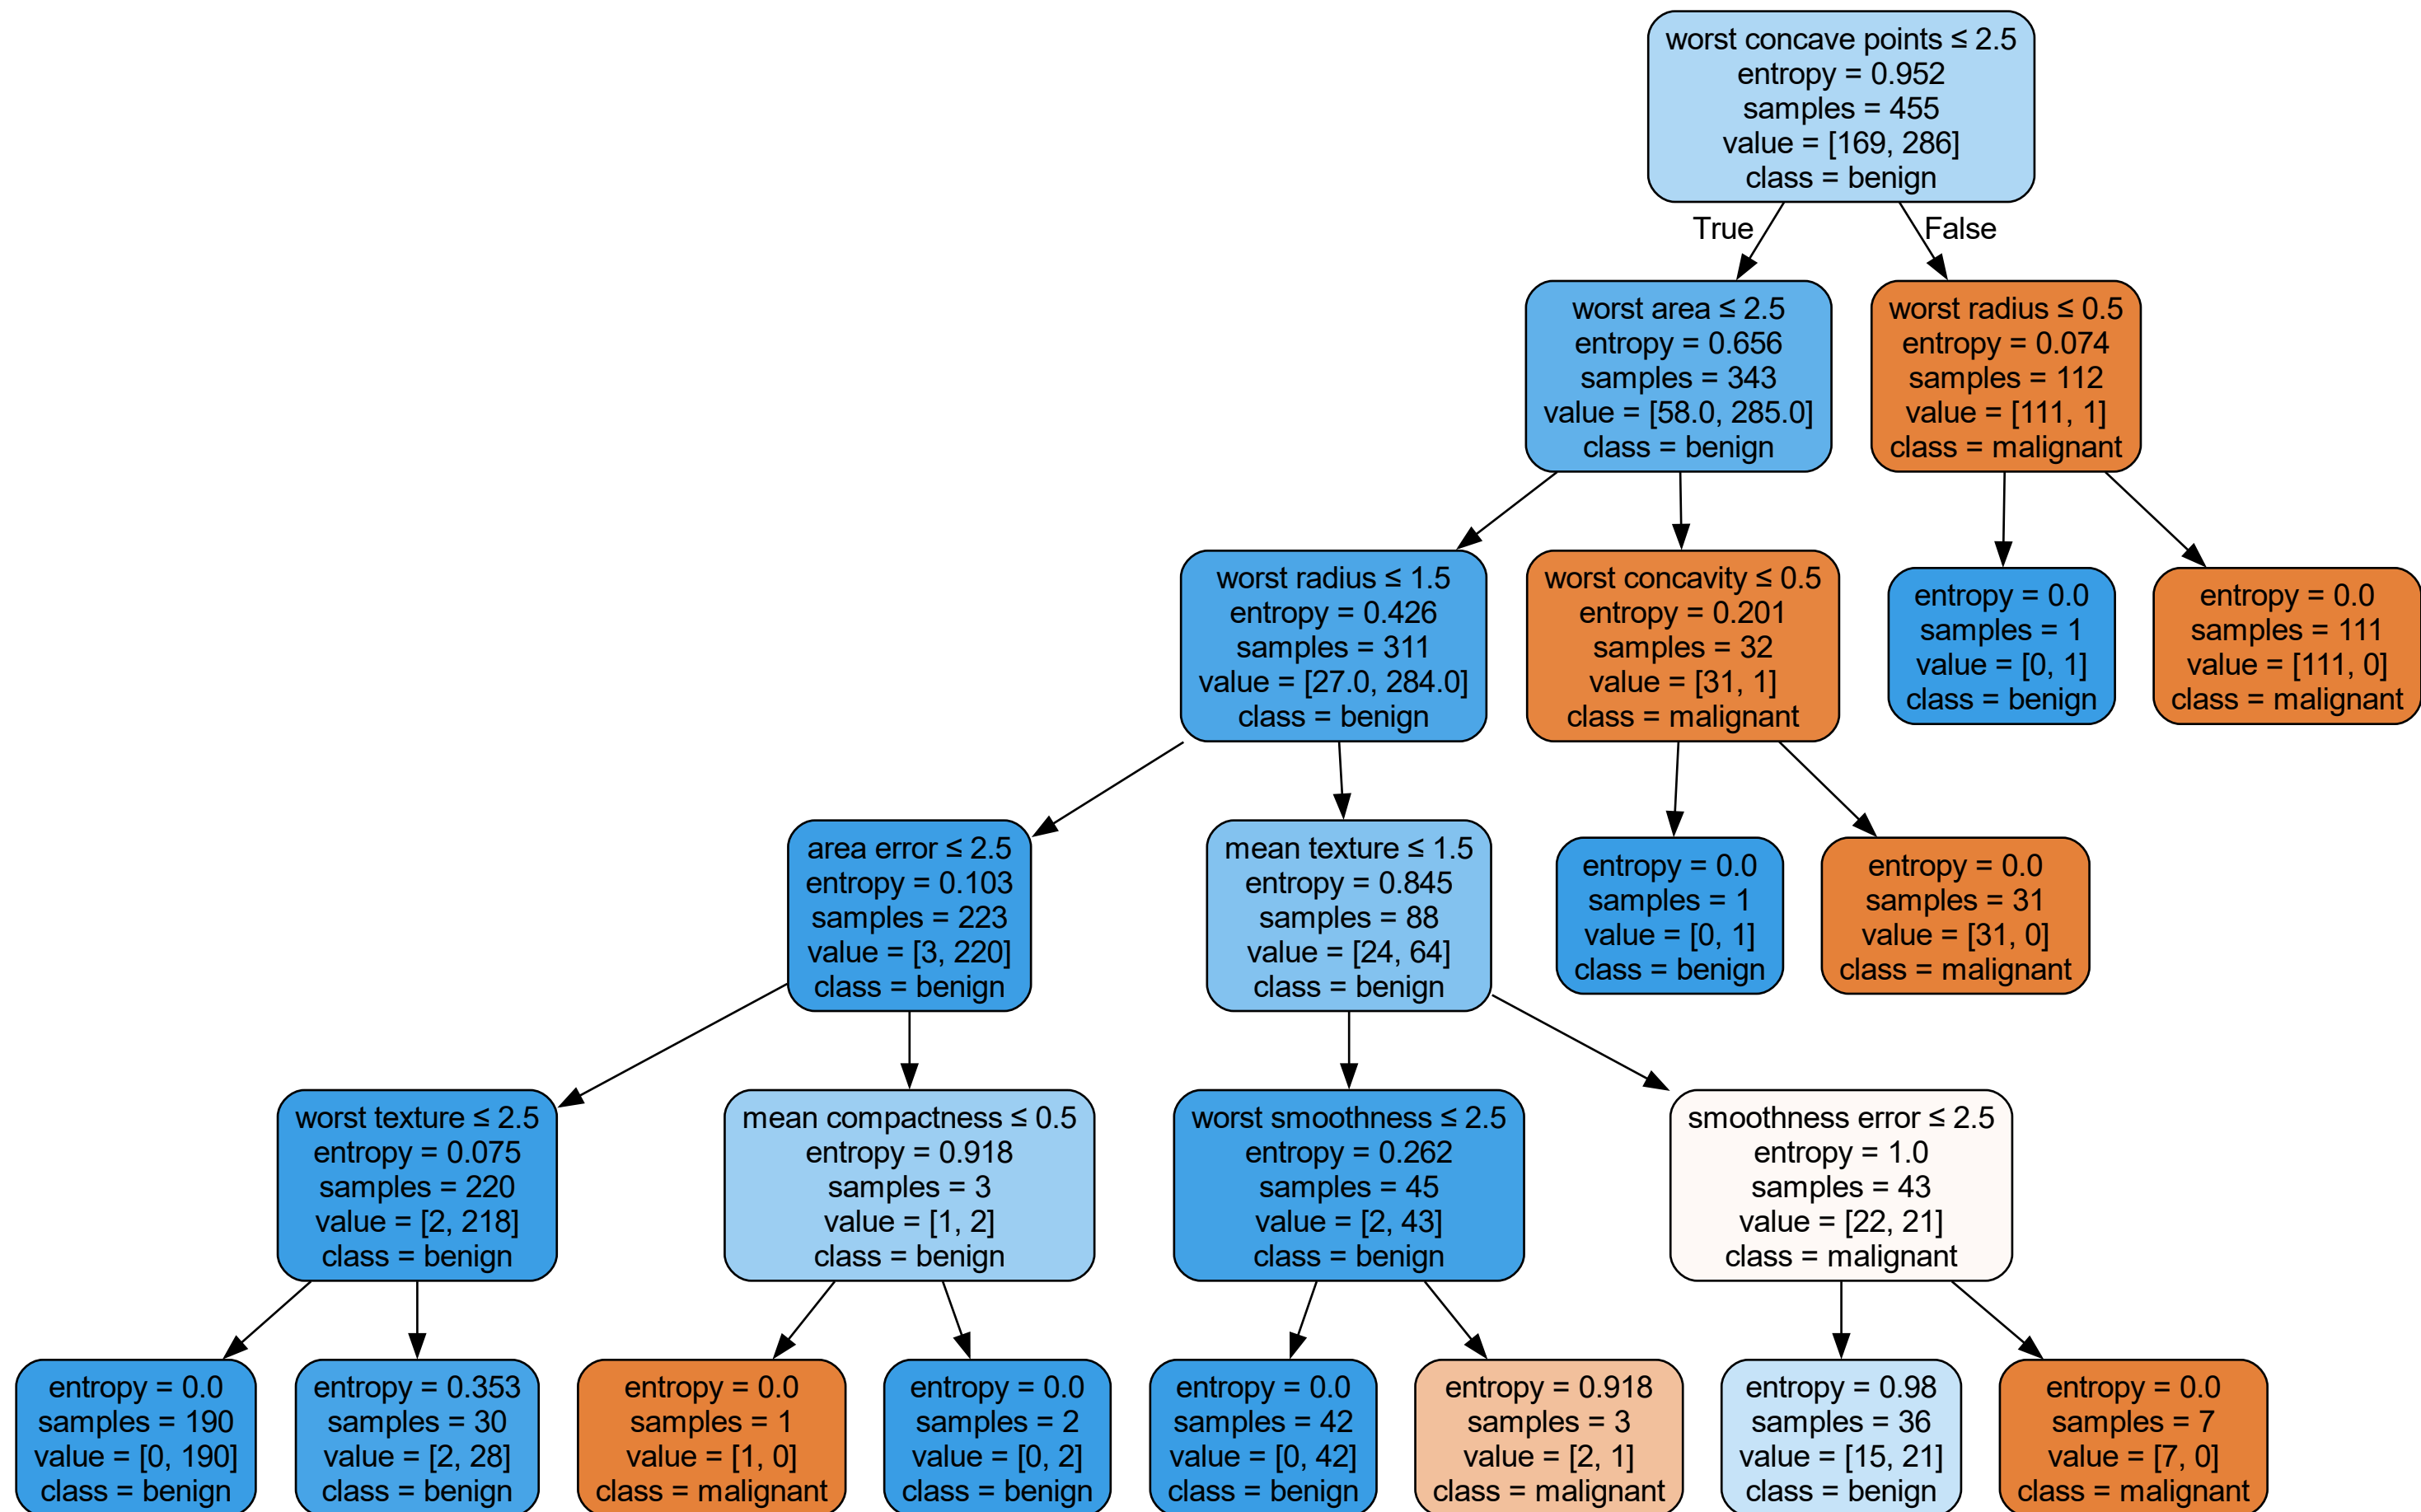 worst concave points ≤ 2.5
entropy = 0.952
samples = 455
value = [169, 286]
class = benign
True
False
worst area ≤ 2.5
entropy = 0.656
samples = 343
value = [58.0, 285.0]
class = benign
worst radius ≤ 0.5
entropy = 0.074
samples = 112
value = [111, 1]
class = malignant
worst radius ≤ 1.5
entropy = 0.426
samples = 311
value = [27.0, 284.0]
class = benign
worst concavity ≤ 0.5
entropy = 0.201
samples = 32
value = [31, 1]
class = malignant
entropy = 0.0
samples = 1
value = [0, 1]
class = benign
entropy = 0.0
samples = 111
value = [111, 0]
class = malignant
area error ≤ 2.5
entropy = 0.103
samples = 223
value = [3, 220]
class = benign
mean texture ≤ 1.5
entropy = 0.845
samples = 88
value = [24, 64]
class = benign
entropy = 0.0
samples = 1
value = [0, 1]
class = benign
entropy = 0.0
samples = 31
value = [31, 0]
class = malignant
worst texture ≤ 2.5
entropy = 0.075
samples = 220
value = [2, 218]
class = benign
mean compactness ≤ 0.5
entropy = 0.918
samples = 3
value = [1, 2]
class = benign
worst smoothness ≤ 2.5
entropy = 0.262
samples = 45
value = [2, 43]
class = benign
smoothness error ≤ 2.5
entropy = 1.0
samples = 43
value = [22, 21]
class = malignant
entropy = 0.0
samples = 190
value = [0, 190]
class = benign
entropy = 0.353
samples = 30
value = [2, 28]
class = benign
entropy = 0.0
samples = 1
value = [1, 0]
class = malignant
entropy = 0.0
samples = 2
value = [0, 2]
class = benign
entropy = 0.0
samples = 42
value = [0, 42]
class = benign
entropy = 0.918
samples = 3
value = [2, 1]
class = malignant
entropy = 0.98
samples = 36
value = [15, 21]
class = benign
entropy = 0.0
samples = 7
value = [7, 0]
class = malignant